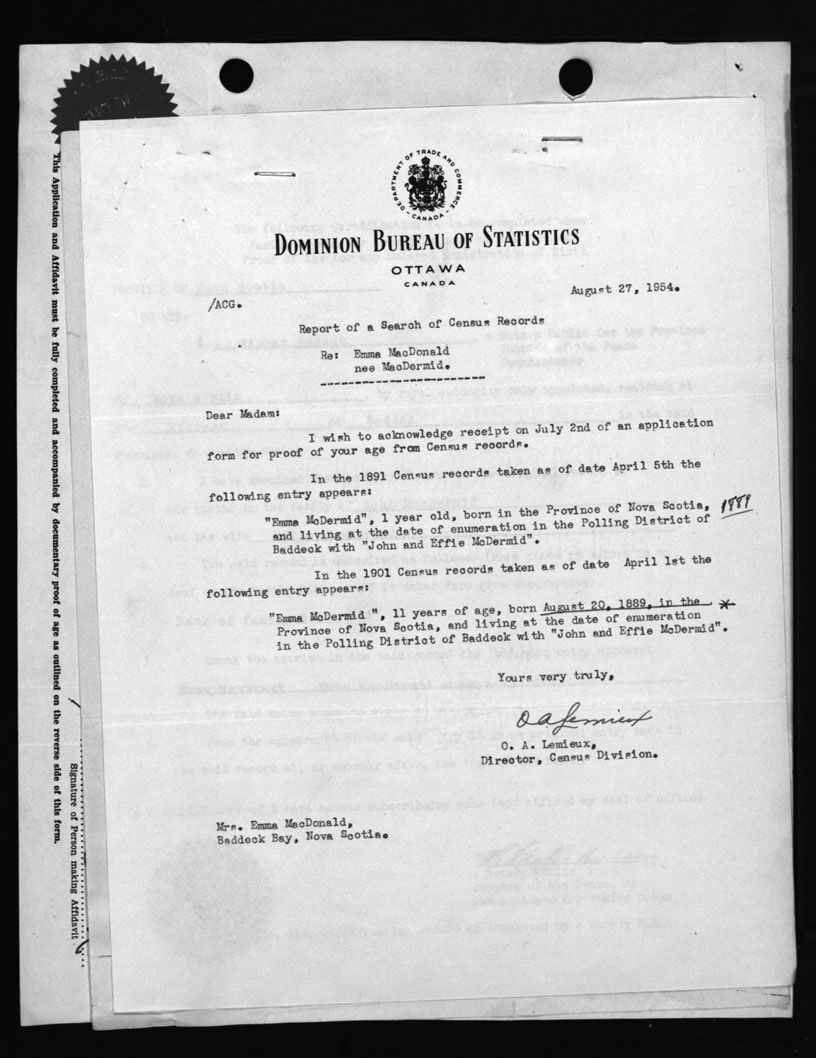 DEPARTMENT OF TRADE AND COMMERCE
CANADA
DOMINION BUREAU OF STATISTICS
OTTAWA
CANADA
August 27, 1954.
/ACG.
Report of a Search of Census Records
Re: Emma MacDonald
nee MacDermid.
Dear Madam:
I wish to acknowledge receipt on July 2nd of an application
form for proof of your age from Census records.
In the 1891 Census records taken as of date April 5th the
following entry appears:
"Emma McDermid", 1 year old, born in the Province of Nova Scotia, 1889
and living at the date of enumeration in the Polling District of
Baddeck with "John and Effie McDermid".
In the 1901 Census records taken as of date April 1st the
following entry appears:
"Emma McDermid ", 11 years of age, born August 20, 1889, in the *
Province of Nova Scotia, and living at the date of enumeration
in the Polling District of Baddeck with "John and Effie McDermid".
Yours very truly,
O A Lemieux
O. A. Lemieux,
Director, Census Division.
Mrs. Emma MacDonald,
Baddeck Bay, Nova Scotia.
This Application and Affidavit must be fully completed and accompanied by documentary proof of age as outlined on the reverse side of this form.
Signature of Person making Affidavit